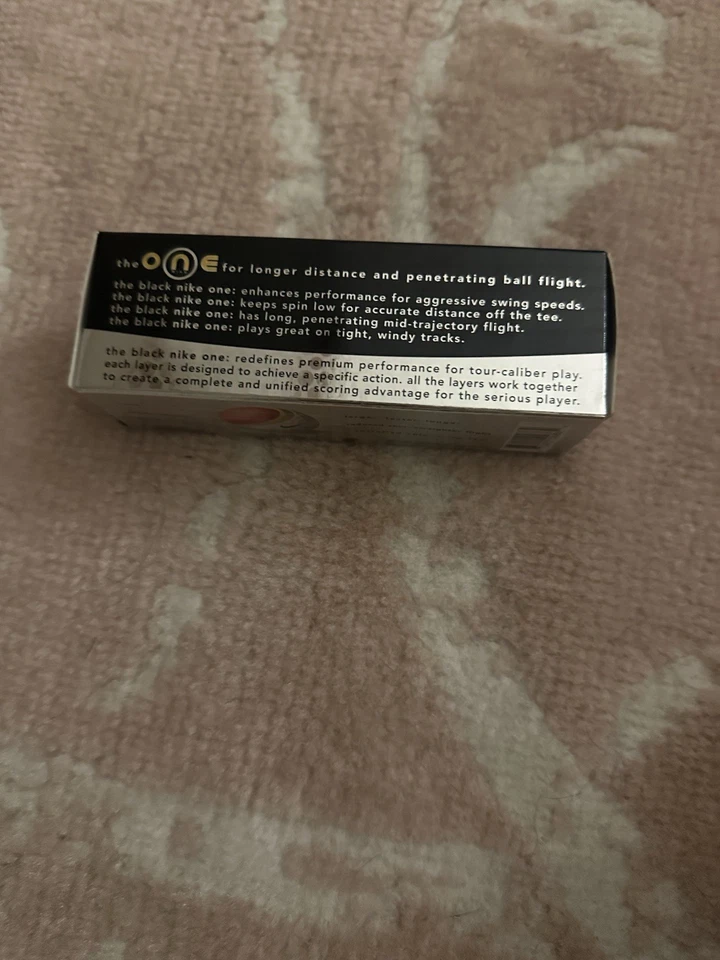 the one for longer distance and penetrating ball flight.
the black nike one: enhances performance for aggressive swing speeds.
the black nike one: keeps spin low for accurate distance off the tee.
the black nike one: has long, penetrating mid-trajectory flight.
the black nike one: plays great on tight, windy tracks.
the black nike one: redefines premium performance for tour-caliber play.
each layer is designed to achieve a specific action. all the layers work together
to create a complete and unified scoring advantage for the serious player.